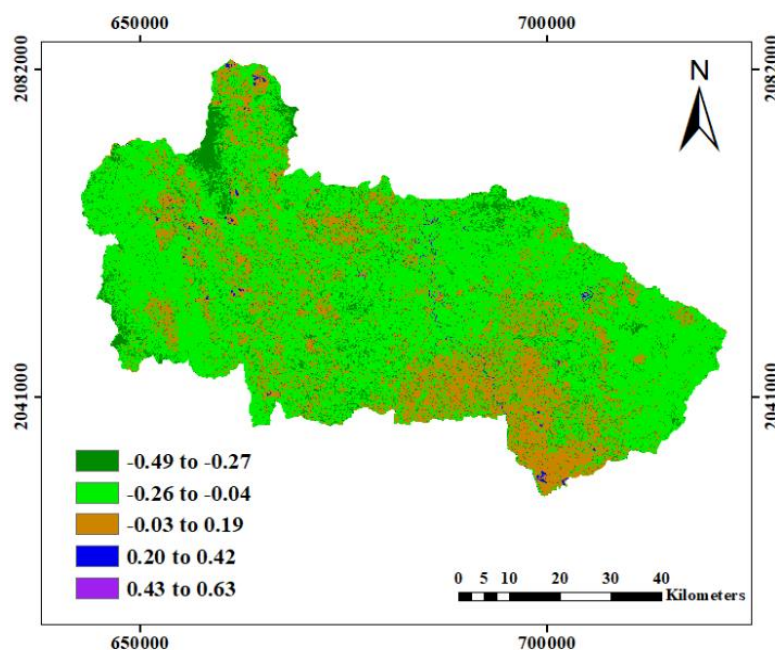 650000 700000
2082000 2082000
N
2041000 2041000
-0.49 to -0.27
-0.26 to -0.04
-0.03 to 0.19
0.20 to 0.42
0.43 to 0.63
0 5 10 20 30 40
Kilometers
650000 700000